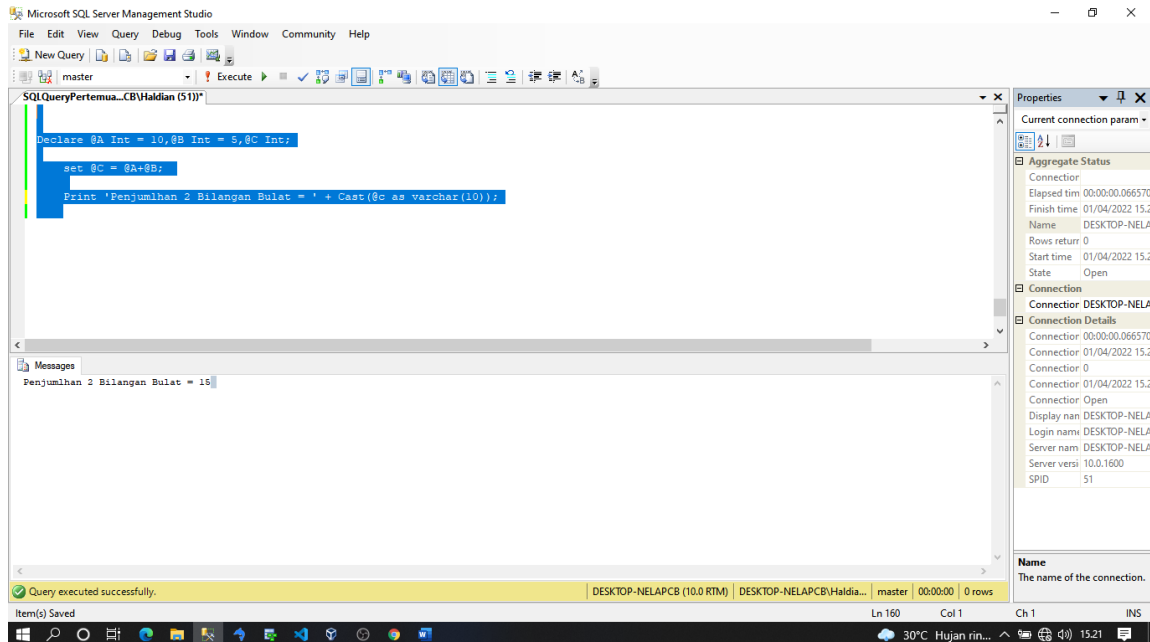 Microsoft SQL Server Management Studio
File Edit View Query Debug Tools Window Community Help
New Query
master Execute
SQLQueryPertemua...CB\Haldian (51))*
Declare @A Int = 10,@B Int = 5,@C Int;
set @C = @A+@B;
Print 'Penjumlhan 2 Bilangan Bulat = ' + Cast(@c as varchar(10));
Messages
Penjumlhan 2 Bilangan Bulat = 15
Query executed successfully. DESKTOP-NELAPCB (10.0 RTM) DESKTOP-NELAPCB\Haldia... master 00:00:00 0 rows
Properties
Current connection param
Aggregate Status
Connection
Elapsed tim 00:00:00.066570
Finish time 01/04/2022 15.2
Name DESKTOP-NELA
Rows returr 0
Start time 01/04/2022 15.2
State Open
Connection
Connection DESKTOP-NELA
Connection Details
Connection 00:00:00.066570
Connection 01/04/2022 15.2
Connection 0
Connection 01/04/2022 15.2
Connection Open
Display nan DESKTOP-NELA
Login name DESKTOP-NELA
Server nam DESKTOP-NELA
Server versi 10.0.1600
SPID 51
Name
The name of the connection.
Item(s) Saved Ln 160 Col 1 Ch 1 INS
30°C Hujan rin... 15.21